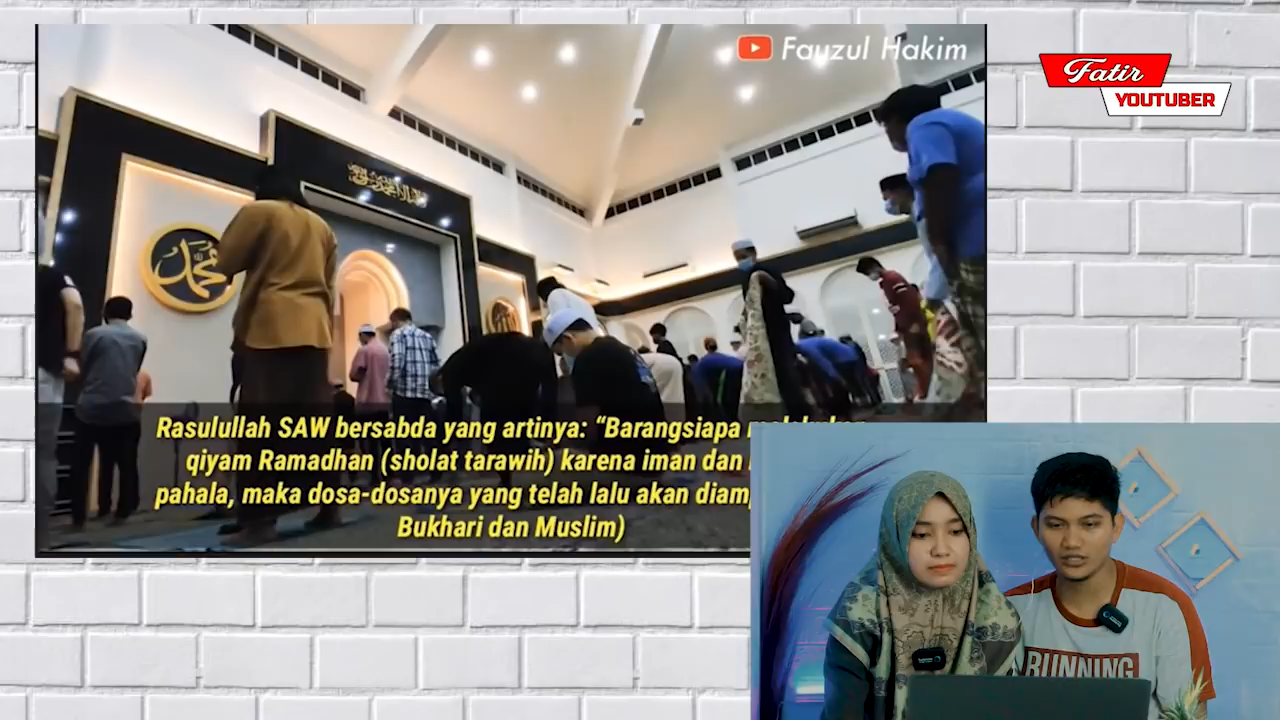 Fauzul Hakim
Fatir
YOUTUBER
محمد
Rasulullah SAW bersabda yang artinya: “Barangsiapa
qiyam Ramadhan (sholat tarawih) karena iman dan
pahala, maka dosa-dosanya yang telah lalu akan
Bukhari dan Muslim)
RUNNING